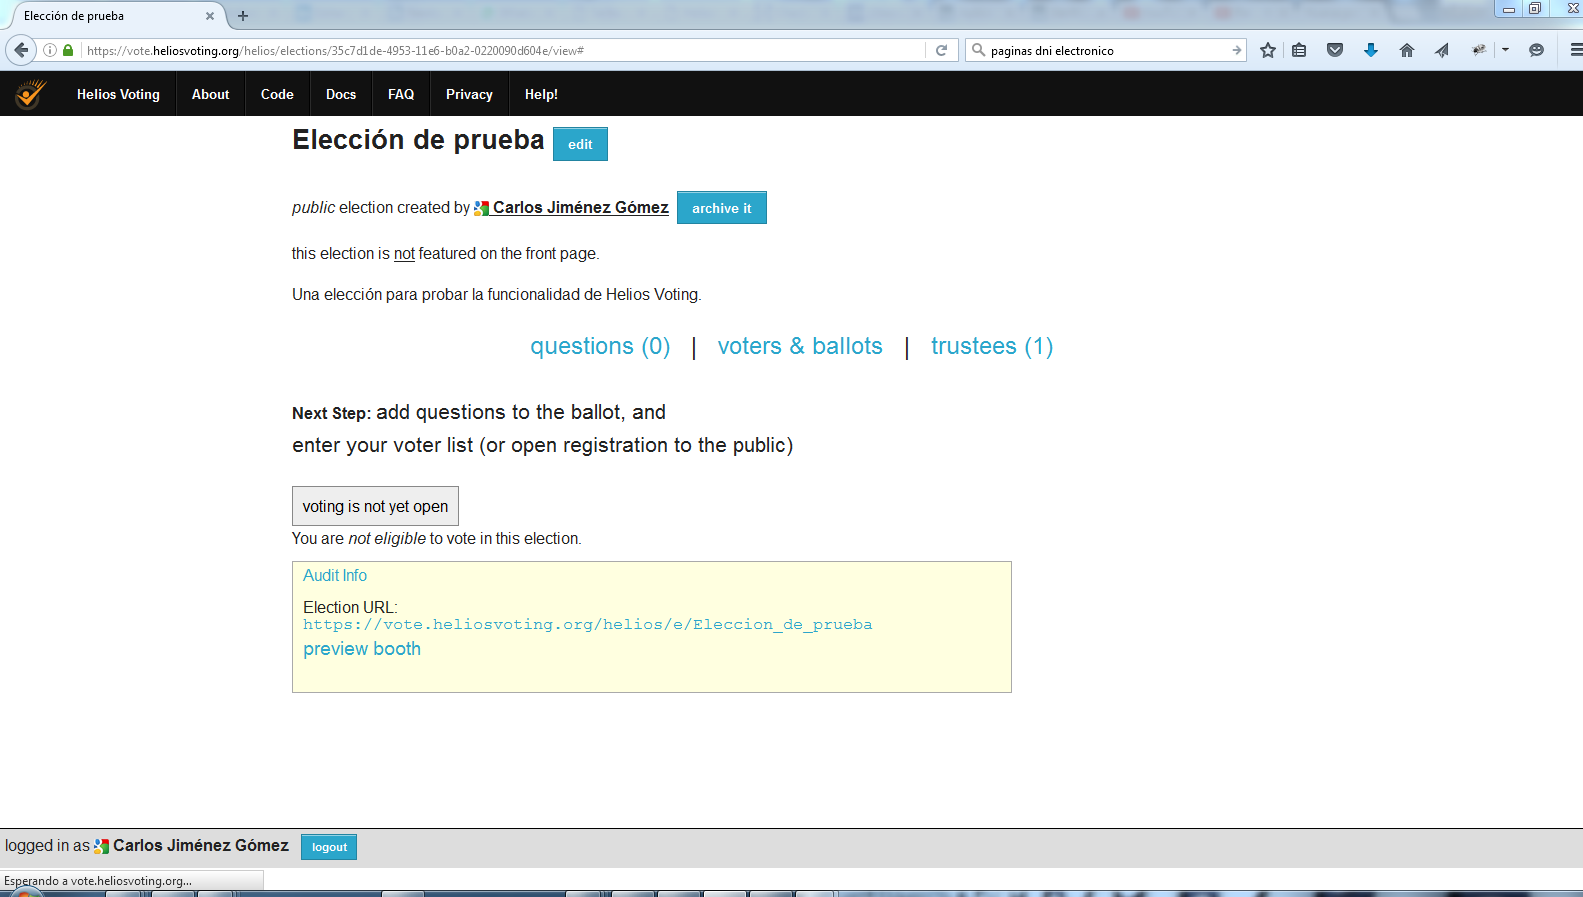 Elección de prueba
https://vote.heliosvoting.org/helios/elections/35c7d1de-4953-11e6-b0a2-0220090d604e/view#
paginas dni electronico
Helios Voting About Code Docs FAQ Privacy Help!
Elección de prueba edit
public election created by Carlos Jiménez Gómez archive it
this election is not featured on the front page.
Una elección para probar la funcionalidad de Helios Voting.
questions (0) | voters & ballots | trustees (1)
Next Step: add questions to the ballot, and
enter your voter list (or open registration to the public)
voting is not yet open
You are not eligible to vote in this election.
Audit Info
Election URL:
https://vote.heliosvoting.org/helios/e/Eleccion_de_prueba
preview booth
logged in as Carlos Jiménez Gómez logout
Esperando a vote.heliosvoting.org...